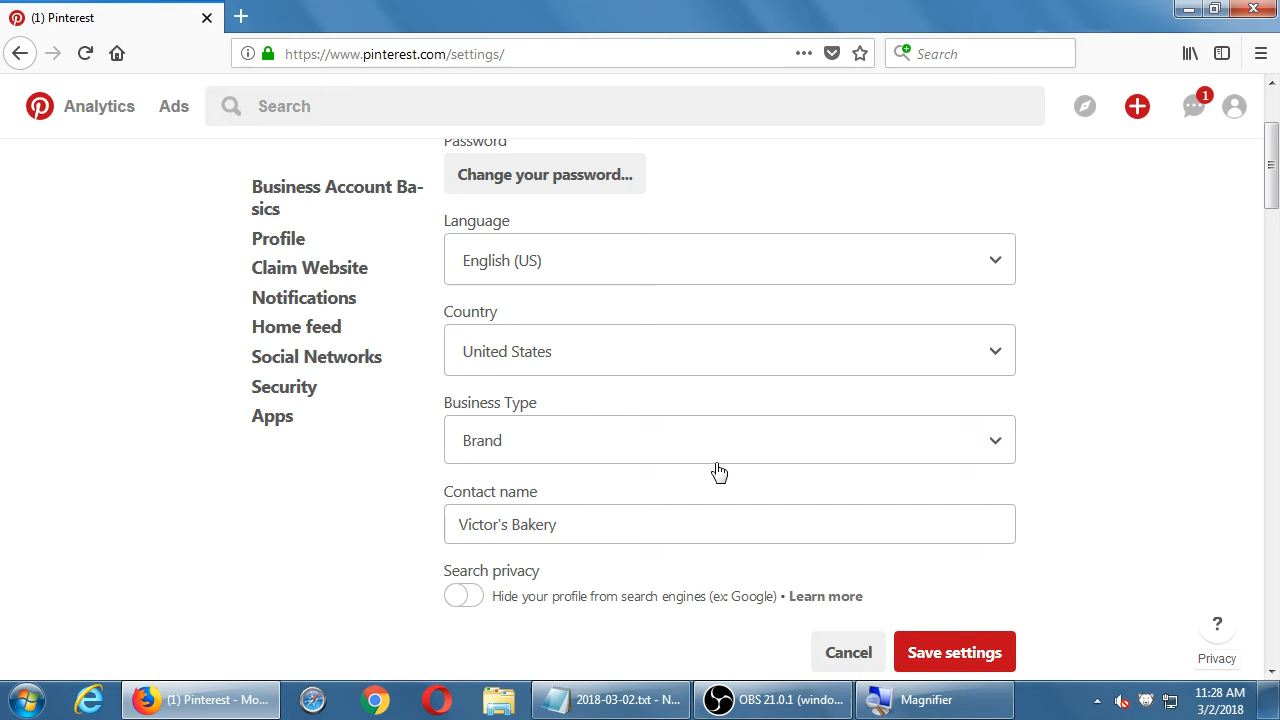 (1) Pinterest
https://www.pinterest.com/settings/
Search
Analytics
Ads
Search
1
Password
Change your password...
Business Account Ba-
sics
Profile
Claim Website
Notifications
Home feed
Social Networks
Security
Apps
Language
English (US)
Country
United States
Business Type
Brand
Contact name
Victor's Bakery
Search privacy
Hide your profile from search engines (ex: Google) • Learn more
Cancel
Save settings
?
Privacy
(1) Pinterest - Mo...
2018-03-02.txt - N...
OBS 21.0.1 (windo...
Magnifier
11:28 AM
3/2/2018